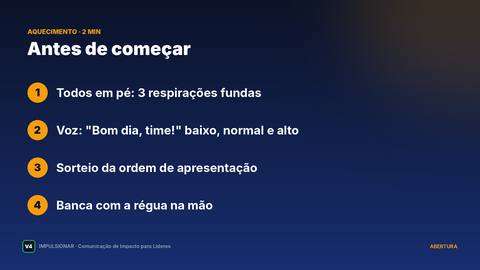 AQUECIMENTO · 2 MIN
Antes de começar
1 Todos em pé: 3 respirações fundas
2 Voz: "Bom dia, time!" baixo, normal e alto
3 Sorteio da ordem de apresentação
4 Banca com a régua na mão
V4 IMPULSIONAR · Comunicação de Impacto para Líderes
ABERTURA